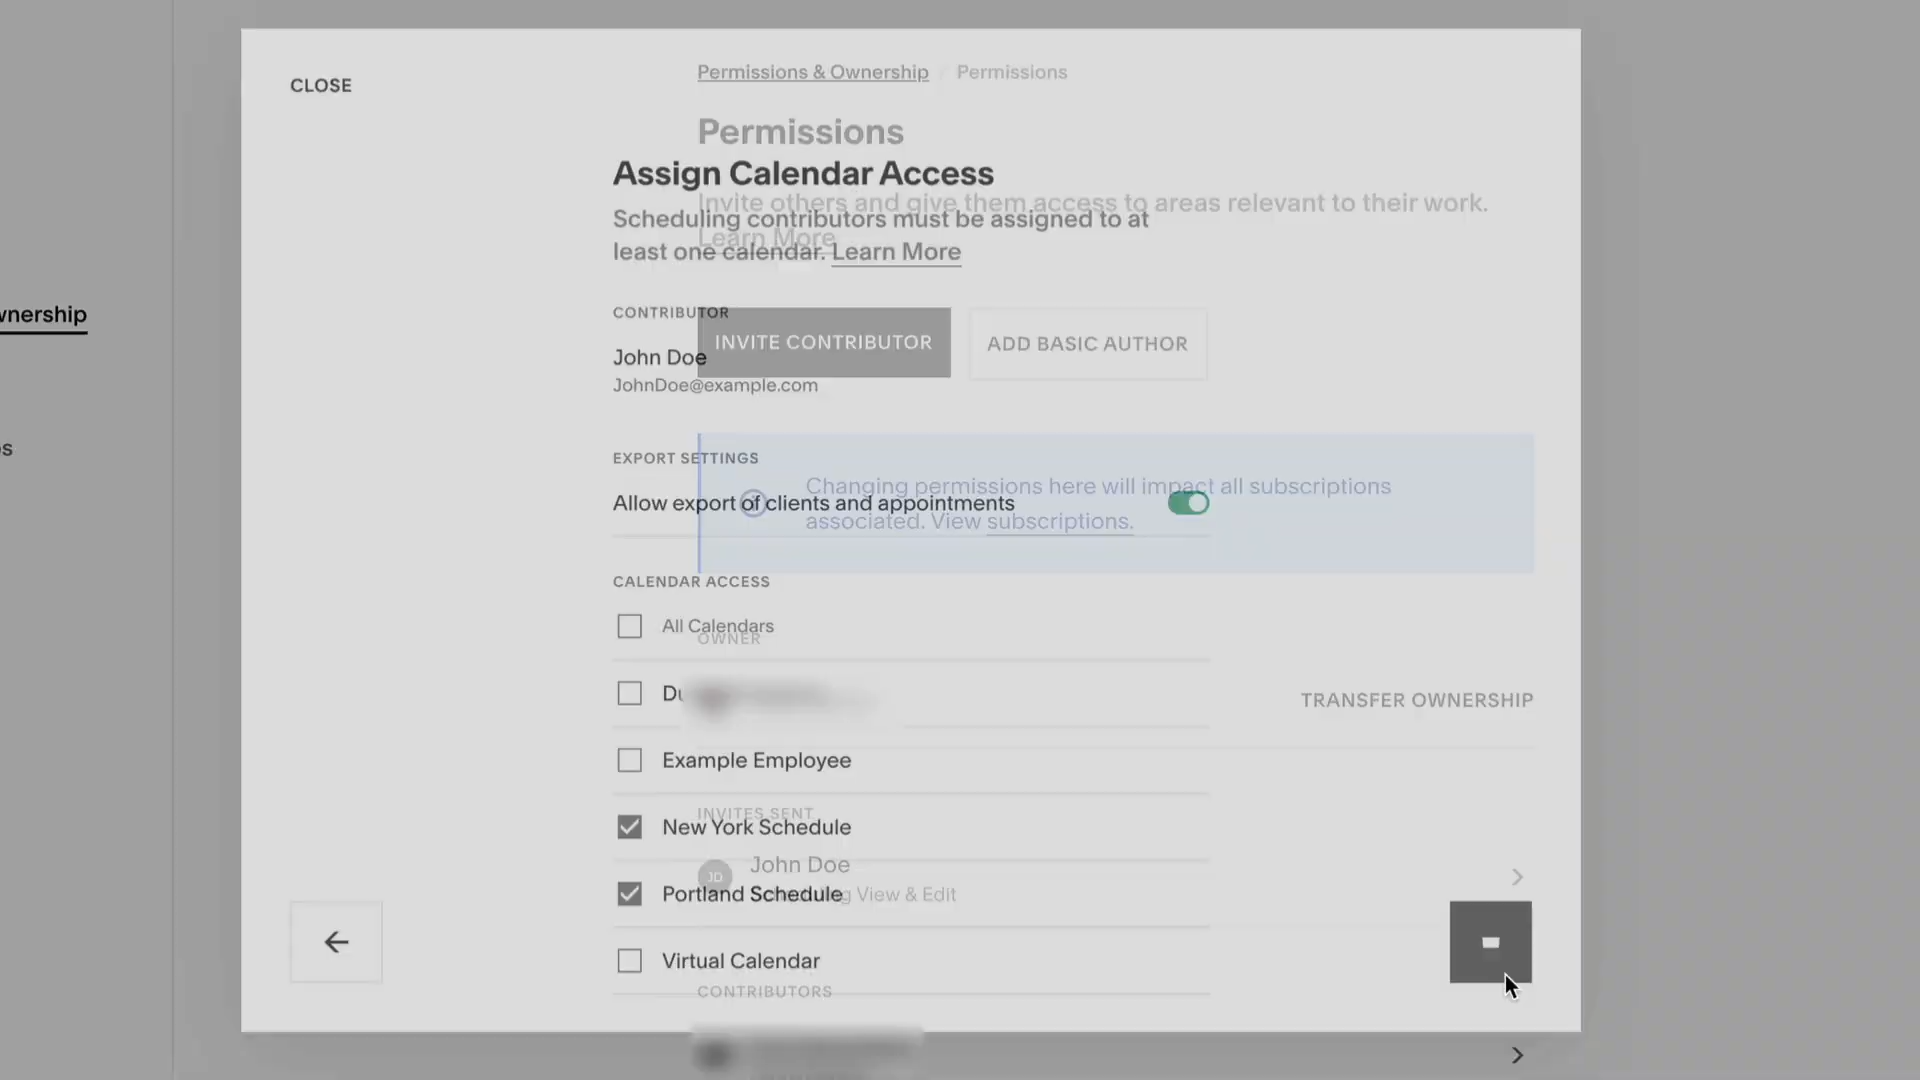 CLOSE
Permissions & Ownership / Permissions
Permissions
Assign Calendar Access
Invite others and give them access to areas relevant to their work.
Learn More
Scheduling contributors must be assigned to at
least one calendar. Learn More
CONTRIBUTOR
John Doe
JohnDoe@example.com
INVITE CONTRIBUTOR
ADD BASIC AUTHOR
wnership
EXPORT SETTINGS
Allow export of clients and appointments
Changing permissions here will impact all subscriptions
associated. View subscriptions.
CALENDAR ACCESS
All Calendars
OWNER
TRANSFER OWNERSHIP
Example Employee
INVITES SENT
New York Schedule
JD
John Doe
Scheduling View & Edit
Portland Schedule
Virtual Calendar
CONTRIBUTORS